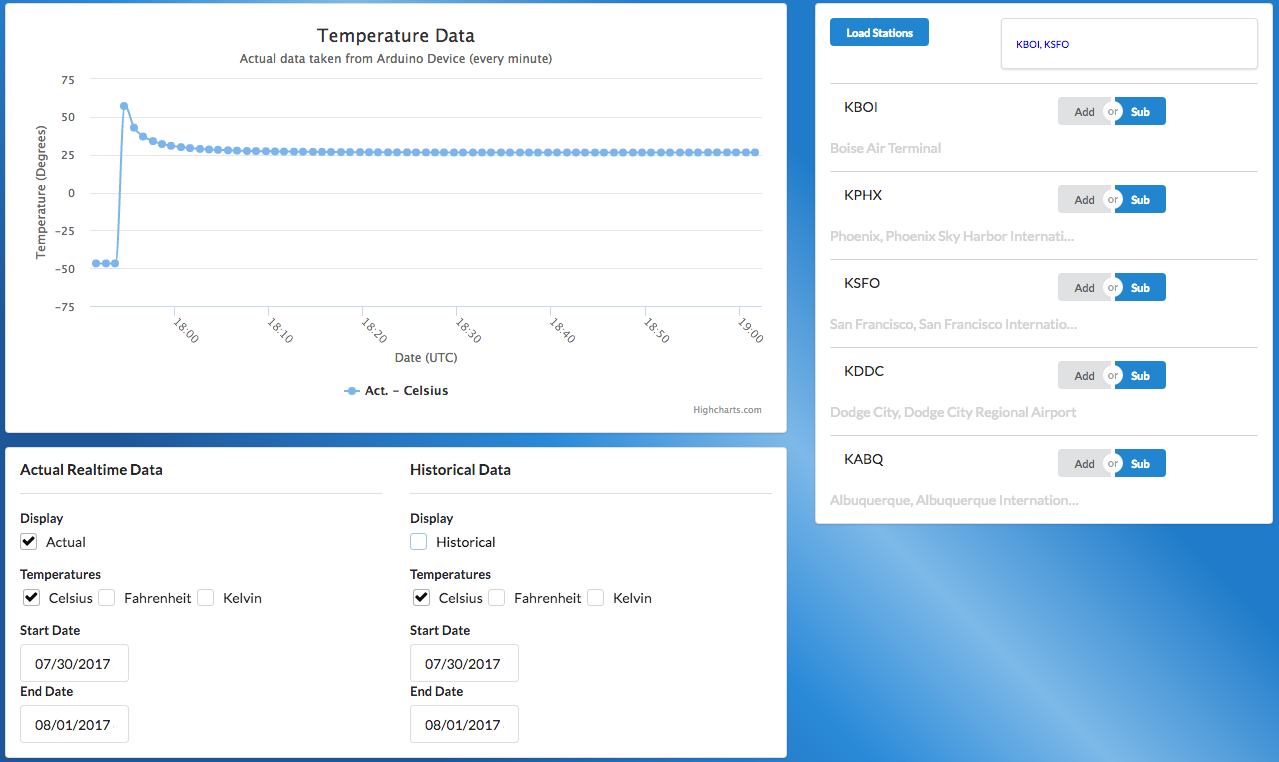 Temperature Data
Actual data taken from Arduino Device (every minute)
Temperature (Degrees)
75
50
25
0
−25
−50
−75
18:00
18:10
18:20
18:30
18:40
18:50
19:00
Date (UTC)
Act. - Celsius
Highcharts.com
Actual Realtime Data
Display
Actual
Temperatures
Celsius Fahrenheit Kelvin
Start Date
07/30/2017
End Date
08/01/2017
Historical Data
Display
Historical
Temperatures
Celsius Fahrenheit Kelvin
Start Date
07/30/2017
End Date
08/01/2017
Load Stations
KBOI, KSFO
KBOI
Add or Sub
Boise Air Terminal
KPHX
Add or Sub
Phoenix, Phoenix Sky Harbor Internati...
KSFO
Add or Sub
San Francisco, San Francisco Internatio...
KDDC
Add or Sub
Dodge City, Dodge City Regional Airport
KABQ
Add or Sub
Albuquerque, Albuquerque Internation...